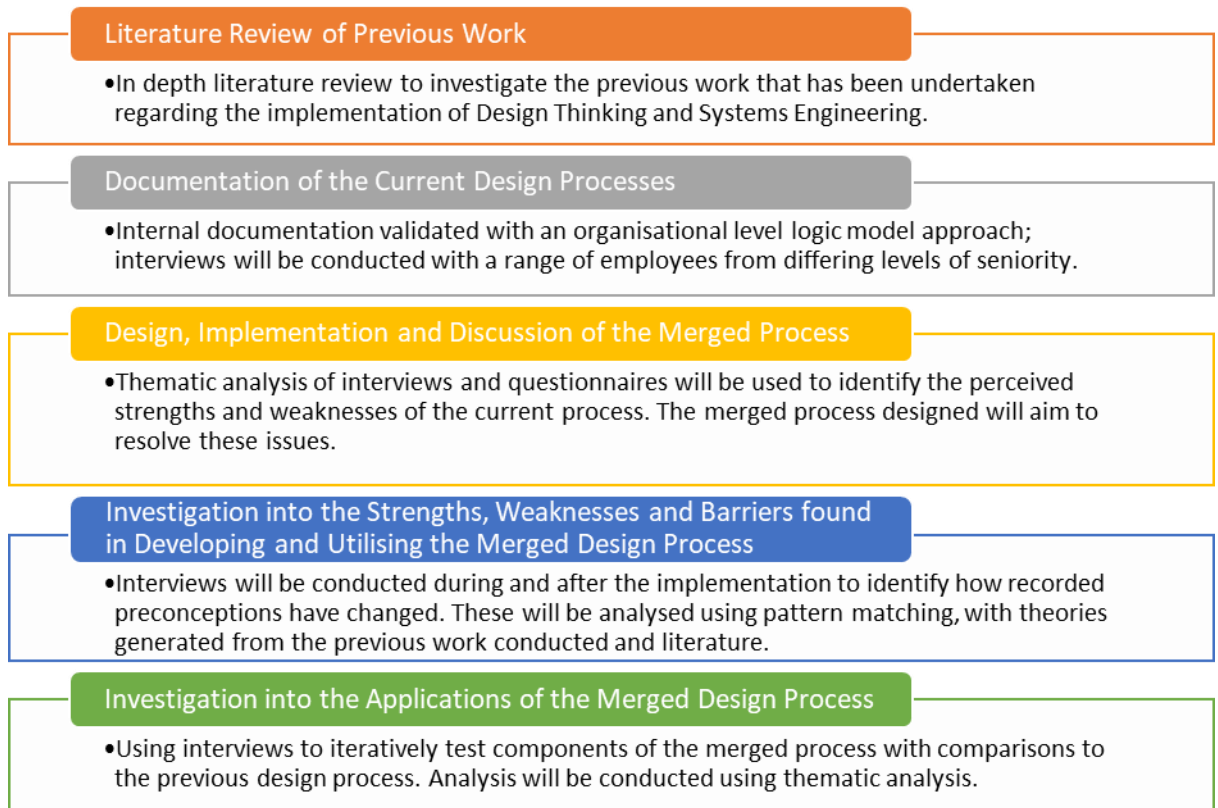 Literature Review of Previous Work
•In depth literature review to investigate the previous work that has been undertaken
regarding the implementation of Design Thinking and Systems Engineering.
Documentation of the Current Design Processes
•Internal documentation validated with an organisational level logic model approach;
interviews will be conducted with a range of employees from differing levels of seniority.
Design, Implementation and Discussion of the Merged Process
•Thematic analysis of interviews and questionnaires will be used to identify the perceived
strengths and weaknesses of the current process. The merged process designed will aim to
resolve these issues.
Investigation into the Strengths, Weaknesses and Barriers found
in Developing and Utilising the Merged Design Process
•Interviews will be conducted during and after the implementation to identify how recorded
preconceptions have changed. These will be analysed using pattern matching, with theories
generated from the previous work conducted and literature.
Investigation into the Applications of the Merged Design Process
•Using interviews to iteratively test components of the merged process with comparisons to
the previous design process. Analysis will be conducted using thematic analysis.